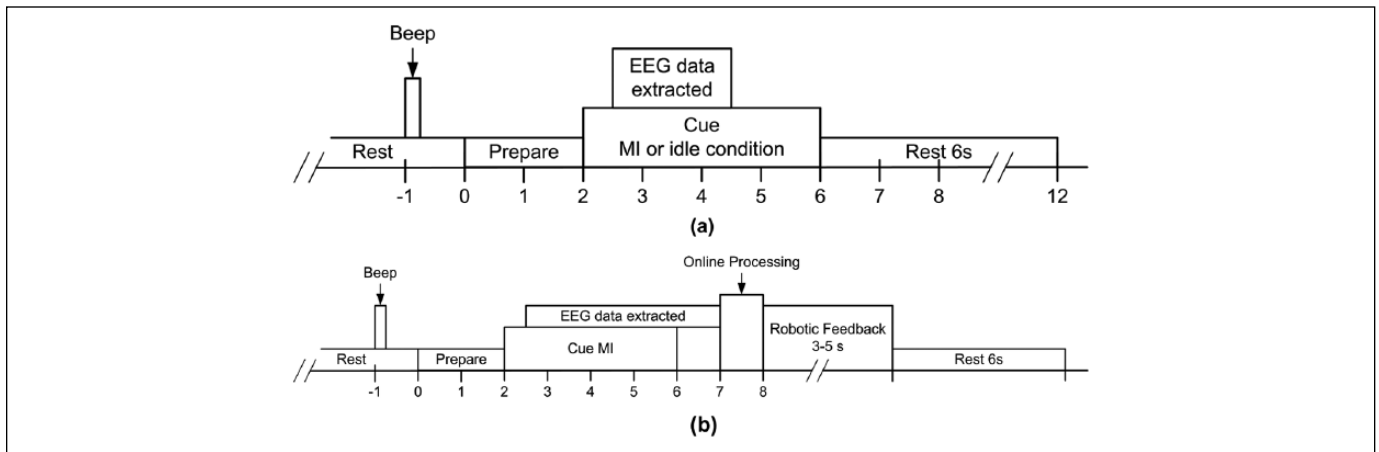 Beep
EEG data
extracted
Cue
MI or idle condition
Rest
Prepare
Rest 6s
-1 0 1 2 3 4 5 6 7 8 12
(a)
Online Processing
Beep
EEG data extracted
Robotic Feedback
3-5 s
Cue MI
Rest
Prepare
Rest 6s
-1 0 1 2 3 4 5 6 7 8
(b)